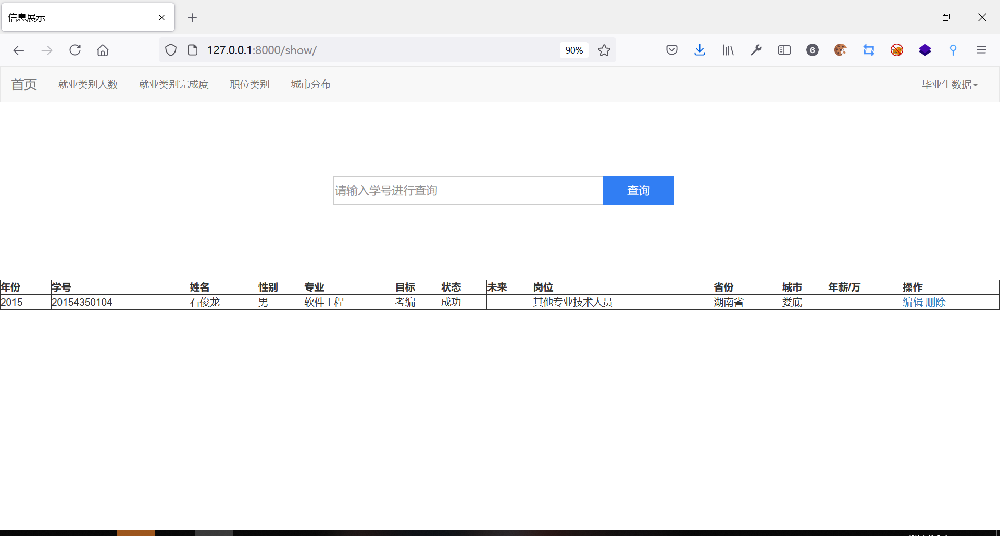 信息展示
127.0.0.1:8000/show/
90%
6
首页 就业类别人数 就业类别完成度 职位类别 城市分布 毕业生数据
请输入学号进行查询 查询
年份 学号 姓名 性别 专业 目标 状态 未来 岗位 省份 城市 年薪/万 操作
2015 20154350104 石俊龙 男 软件工程 考编 成功 其他专业技术人员 湖南省 娄底 编辑 删除